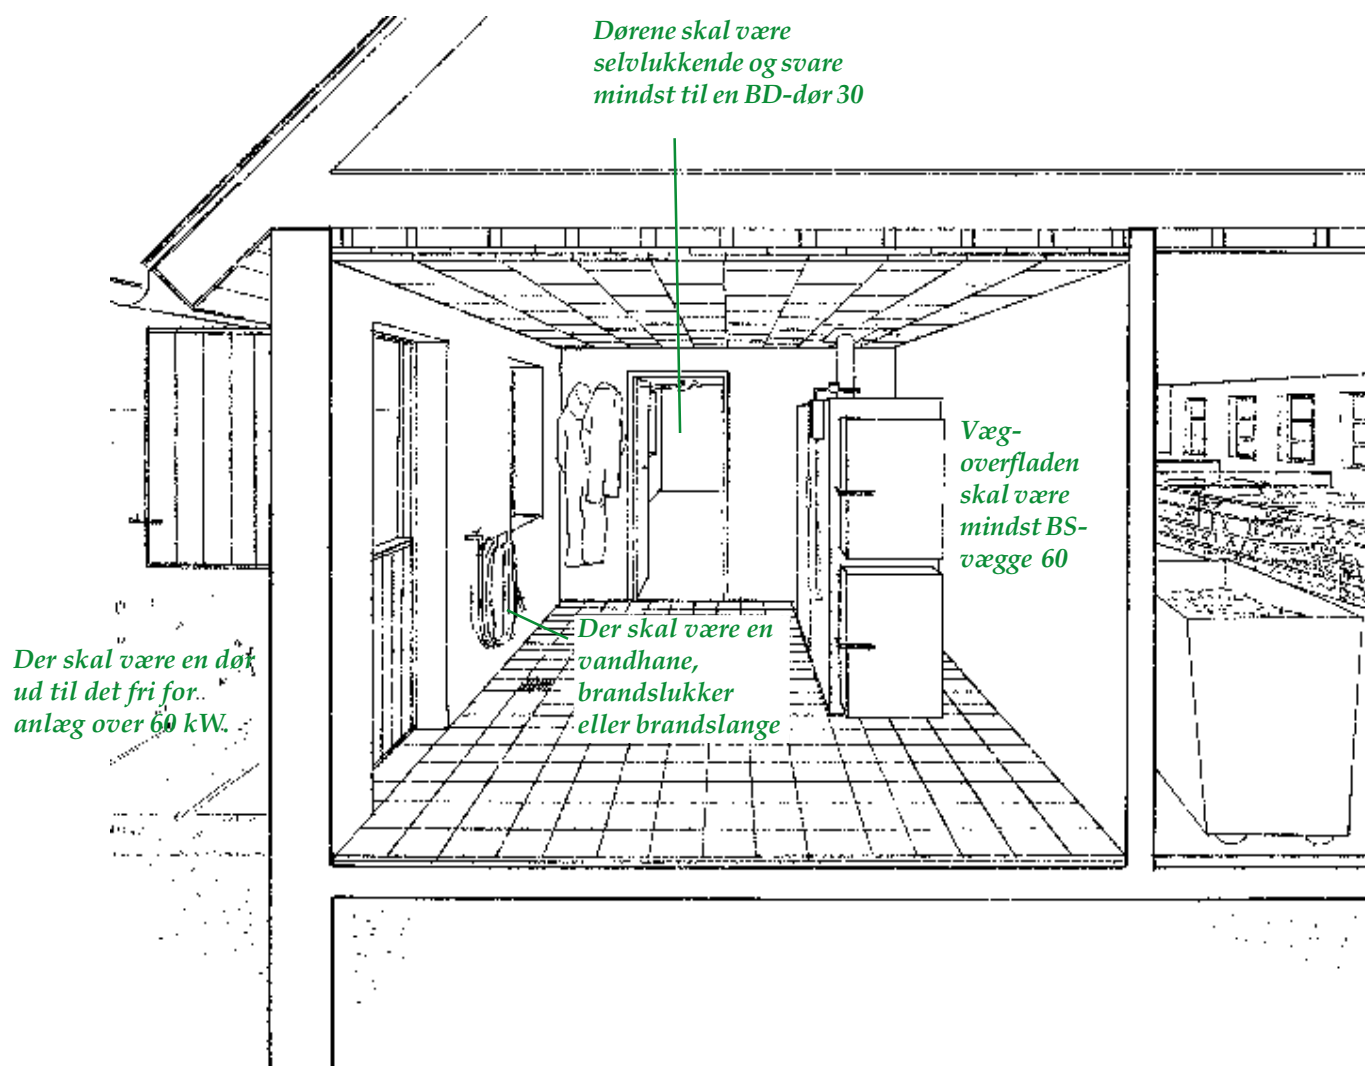 Dørene skal være
selvlukkende og svare
mindst til en BD-dør 30
Væg-
overfladen
skal være
mindst BS-
vægge 60
Der skal være en
vandhane,
brandslukker
eller brandslange
Der skal være en dør
ud til det fri for
anlæg over 60 kW.